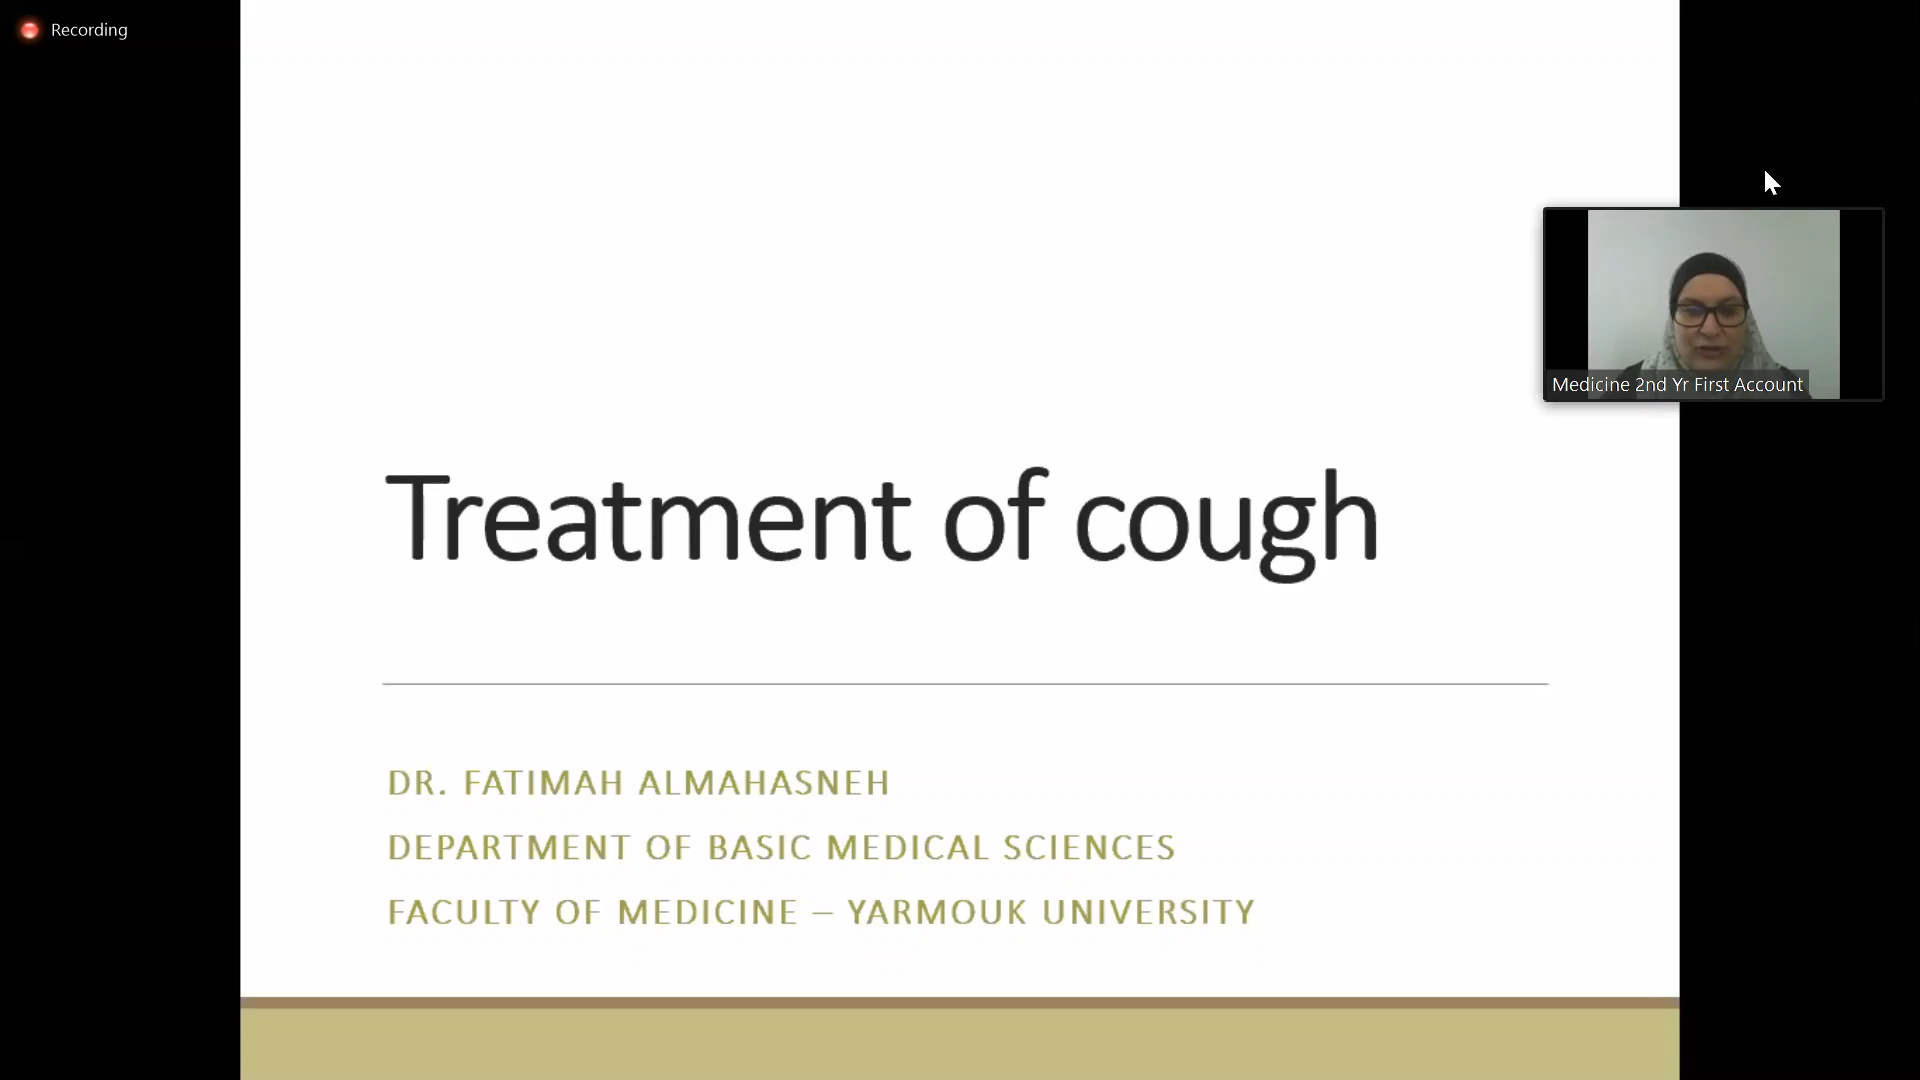 Recording
Medicine 2nd Yr First Account
Treatment of cough
DR. FATIMAH ALMAHASNEH
DEPARTMENT OF BASIC MEDICAL SCIENCES
FACULTY OF MEDICINE – YARMOUK UNIVERSITY